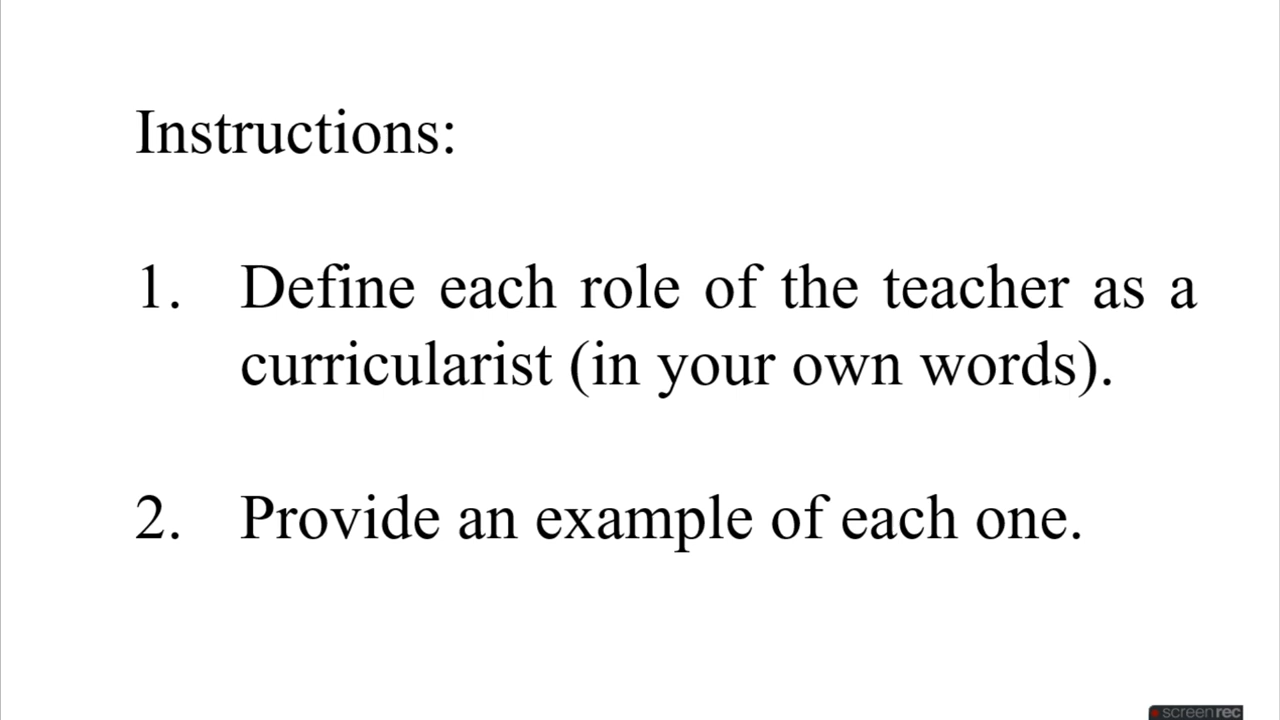 Instructions:
1. Define each role of the teacher as a
curricularist (in your own words).
2. Provide an example of each one.
screenrec